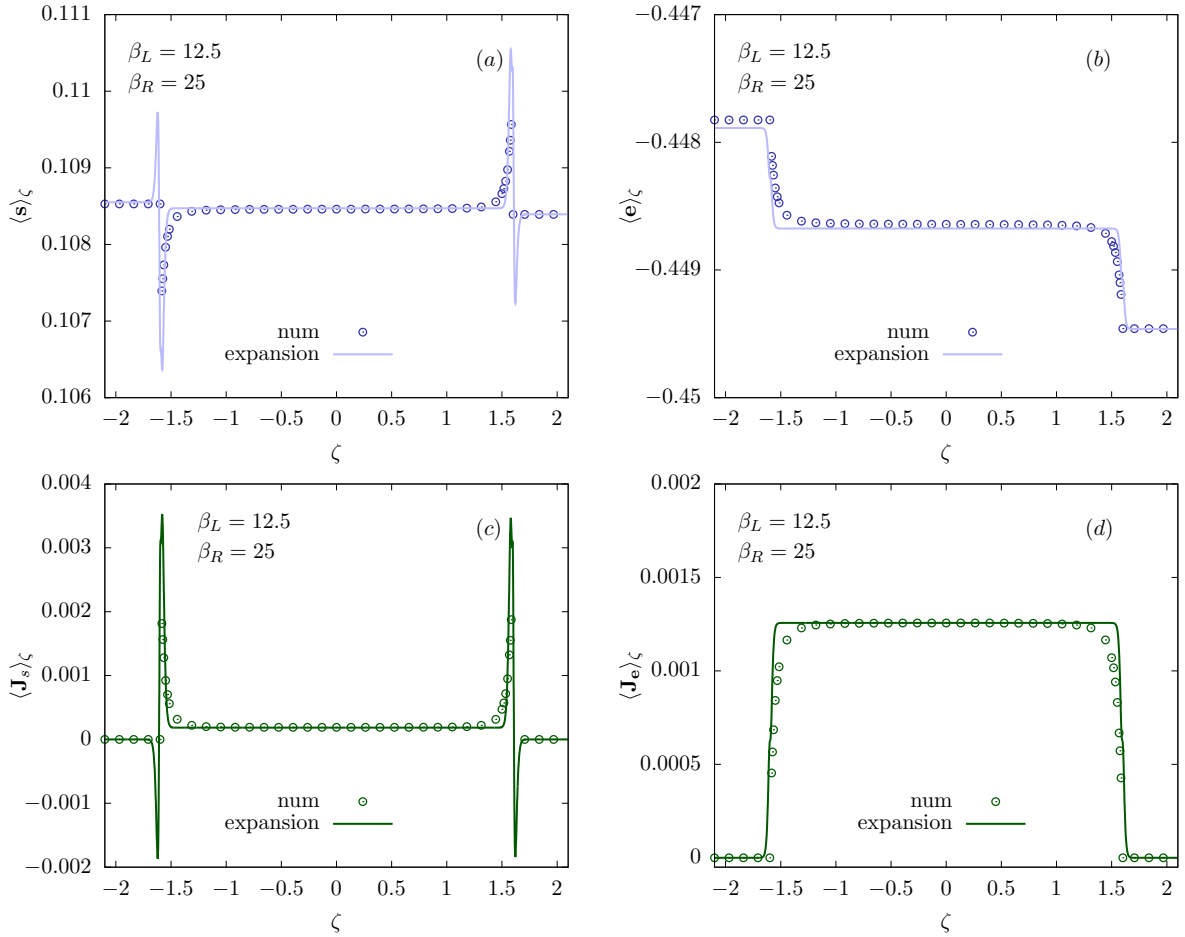 0.111
0.11
0.109
0.108
0.107
0.106
⟨s⟩ζ
β_L = 12.5
β_R = 25
(a)
num
expansion
−2 −1.5 −1 −0.5 0 0.5 1 1.5 2
ζ
−0.447
−0.448
−0.449
−0.45
⟨e⟩ζ
β_L = 12.5
β_R = 25
(b)
num
expansion
−2 −1.5 −1 −0.5 0 0.5 1 1.5 2
ζ
0.004
0.003
0.002
0.001
0
−0.001
−0.002
⟨J_s⟩ζ
β_L = 12.5
β_R = 25
(c)
num
expansion
−2 −1.5 −1 −0.5 0 0.5 1 1.5 2
ζ
0.002
0.0015
0.001
0.0005
0
⟨J_e⟩ζ
β_L = 12.5
β_R = 25
(d)
num
expansion
−2 −1.5 −1 −0.5 0 0.5 1 1.5 2
ζ